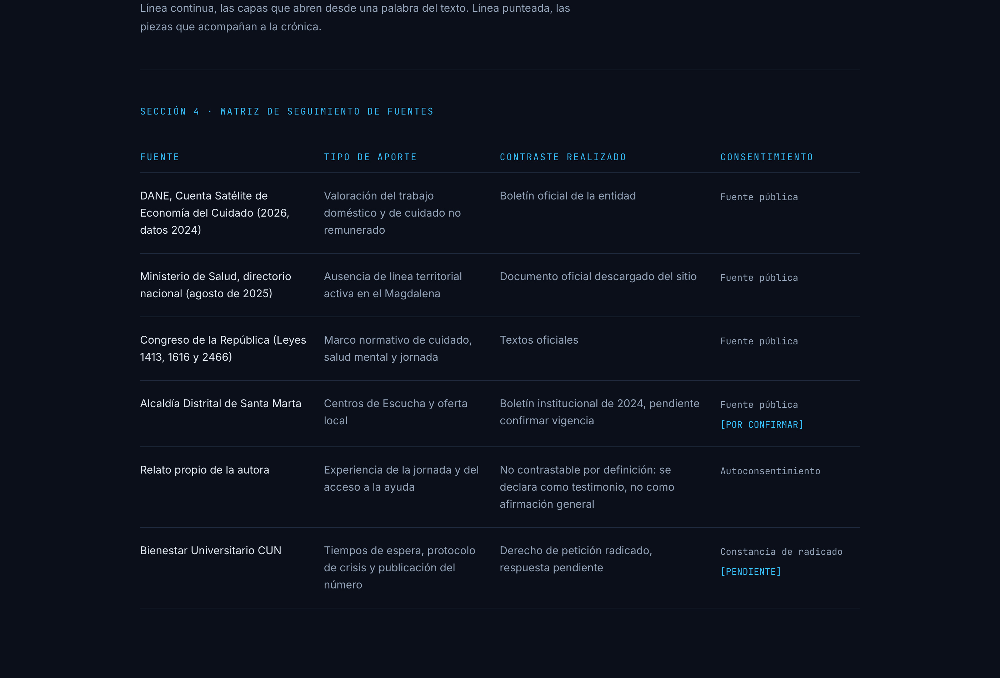 Línea continua, las capas que abren desde una palabra del texto. Línea punteada, las
piezas que acompañan a la crónica.
SECCIÓN 4 · MATRIZ DE SEGUIMIENTO DE FUENTES
FUENTE
TIPO DE APORTE
CONTRASTE REALIZADO
CONSENTIMIENTO
DANE, Cuenta Satélite de
Economía del Cuidado (2026,
datos 2024)
Valoración del trabajo
doméstico y de cuidado no
remunerado
Boletín oficial de la entidad
Fuente pública
Ministerio de Salud, directorio
nacional (agosto de 2025)
Ausencia de línea territorial
activa en el Magdalena
Documento oficial descargado del sitio
Fuente pública
Congreso de la República (Leyes
1413, 1616 y 2466)
Marco normativo de cuidado,
salud mental y jornada
Textos oficiales
Fuente pública
Alcaldía Distrital de Santa Marta
Centros de Escucha y oferta
local
Boletín institucional de 2024, pendiente
confirmar vigencia
Fuente pública
[POR CONFIRMAR]
Relato propio de la autora
Experiencia de la jornada y del
acceso a la ayuda
No contrastable por definición: se
declara como testimonio, no como
afirmación general
Autoconsentimiento
Bienestar Universitario CUN
Tiempos de espera, protocolo
de crisis y publicación del
número
Derecho de petición radicado,
respuesta pendiente
Constancia de radicado
[PENDIENTE]